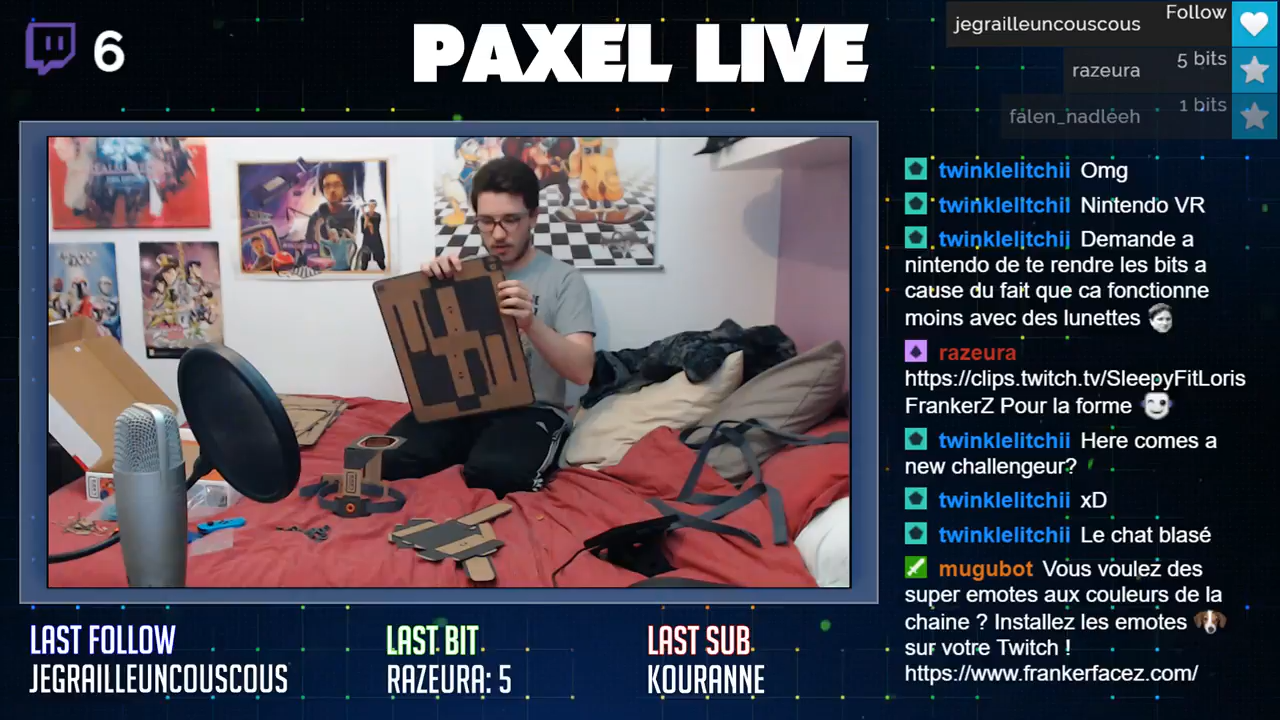 6
PAXEL LIVE
jegrailleuncouscous Follow
razeura 5 bits
fálen_nadléeh 1 bits
twinklelitchii Omg
twinklelitchii Nintendo VR
twinklelitchii Demande a
nintendo de te rendre les bits a
cause du fait que ca fonctionne
moins avec des lunettes
razeura
https://clips.twitch.tv/SleepyFitLoris
FrankerZ Pour la forme
twinklelitchii Here comes a
new challengeur?
twinklelitchii xD
twinklelitchii Le chat blasé
mugubot Vous voulez des
super emotes aux couleurs de la
chaine ? Installez les emotes
sur votre Twitch !
https://www.frankerfacez.com/
LAST FOLLOW
JEGRAILLEUNCOUSCOUS
LAST BIT
RAZEURA: 5
LAST SUB
KOURANNE